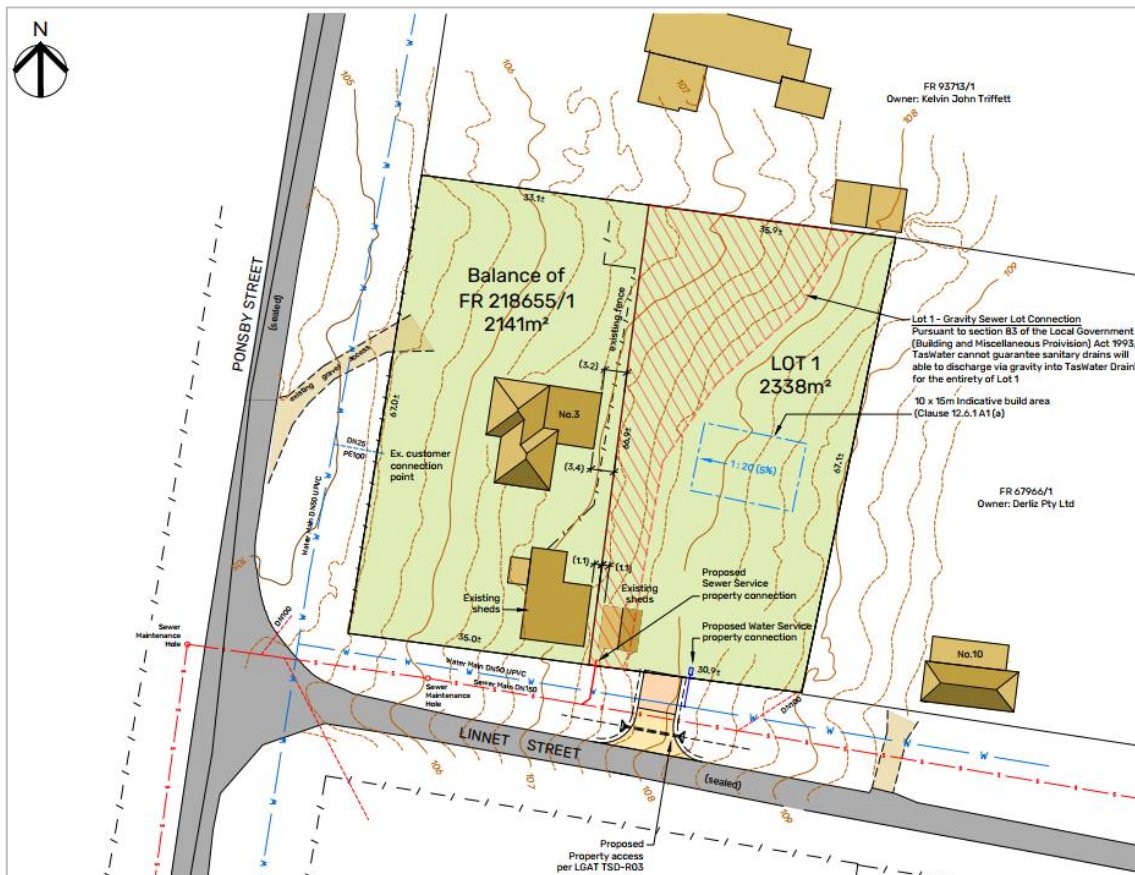 N
105
106
107
108
FR 93713/1
Owner: Kelvin John Triffett
33.1±
35.9±
PONSBY STREET
(sealed)
Balance of
FR 218655/1
2141m²
existing fence
109
Lot 1 - Gravity Sewer Lot Connection
Pursuant to section 83 of the Local Government
(Building and Miscellaneous Proivision) Act 1993,
TasWater cannot guarantee sanitary drains will
able to discharge via gravity into TasWater Drain
for the entirety of Lot 1
LOT 1
2338m²
existing gravel access
(3.2)
10 x 15m Indicative build area
(Clause 12.6.1 A1 (a)
67.0±
No.3
66.9±
DN25
PE100
Ex. customer
connection
point
(3.4)
1 : 20 (5%)
67.1±
FR 67966/1
Owner: Derliz Pty Ltd
Water Main DN50 UPVC
105
(1.1)
(1.1)
Proposed
Sewer Service
property connection
Existing
sheds
Existing
sheds
Proposed Water Service
property connection
DN100
Sewer
Maintenance
Hole
35.0±
30.9±
No.10
Water Main DN50 UPVC
Sewer Main DN150
Sewer
Maintenance
Hole
DN100
LINNET STREET
(sealed)
106
107
108
109
Proposed
Property access
per LGAT TSD-R03